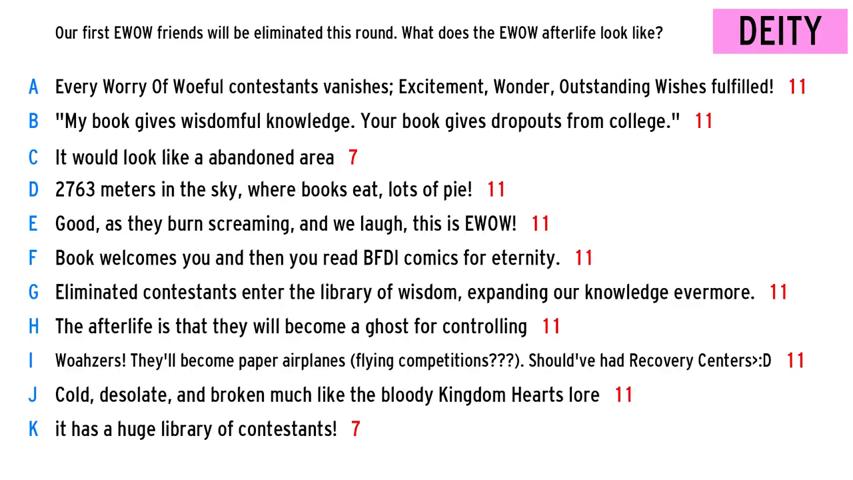 Our first EWOW friends will be eliminated this round. What does the EWOW afterlife look like?
DEITY
A Every Worry Of Woeful contestants vanishes; Excitement, Wonder, Outstanding Wishes fulfilled! 11
B "My book gives wisdomful knowledge. Your book gives dropouts from college." 11
C It would look like a abandoned area 7
D 2763 meters in the sky, where books eat, lots of pie! 11
E Good, as they burn screaming, and we laugh, this is EWOW! 11
F Book welcomes you and then you read BFDI comics for eternity. 11
G Eliminated contestants enter the library of wisdom, expanding our knowledge evermore. 11
H The afterlife is that they will become a ghost for controlling 11
I Woahzers! They'll become paper airplanes (flying competitions???). Should've had Recovery Centers>:D 11
J Cold, desolate, and broken much like the bloody Kingdom Hearts lore 11
K it has a huge library of contestants! 7